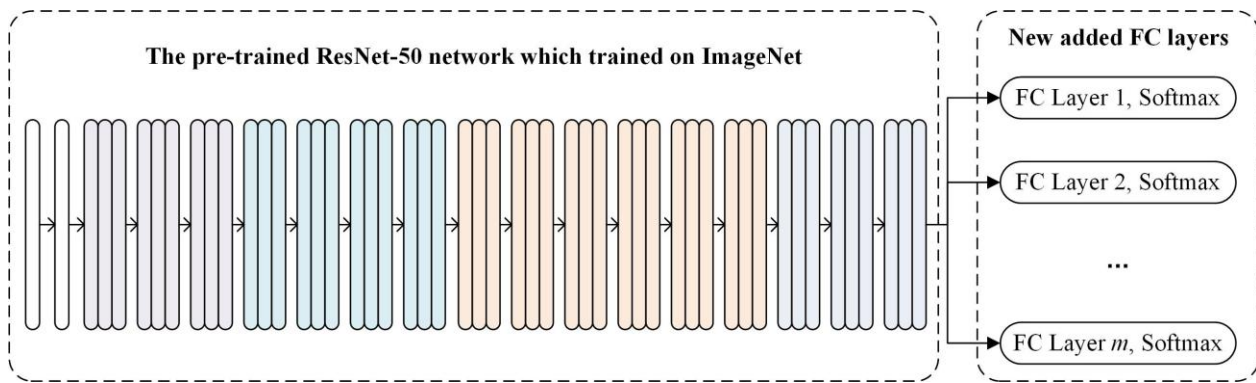 The pre-trained ResNet-50 network which trained on ImageNet
New added FC layers
FC Layer 1, Softmax
FC Layer 2, Softmax
...
FC Layer m, Softmax